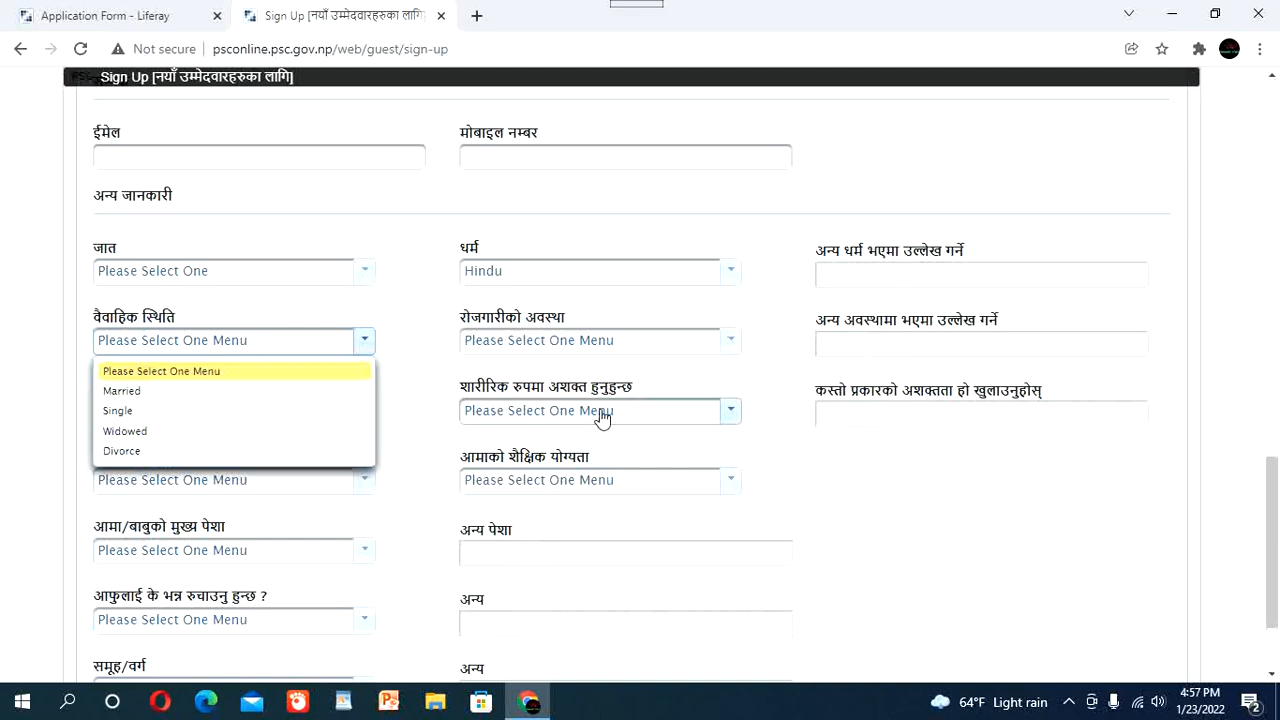 Application Form - Liferay
Sign Up [नयाँ उम्मेदवारहरुका लागि
Not secure
psconline.psc.gov.np/web/guest/sign-up
Sign Up [नयाँ उम्मेदवारहरुका लागि]
ईमेल
मोबाइल नम्बर
अन्य जानकारी
जात
धर्म
अन्य धर्म भएमा उल्लेख गर्ने
Please Select One
Hindu
वैवाहिक स्थिति
रोजगारीको अवस्था
अन्य अवस्थामा भएमा उल्लेख गर्ने
Please Select One Menu
Please Select One Menu
Please Select One Menu
Married
Single
Widowed
Divorce
शारीरिक रुपमा अशक्त हुनुहुन्छ
कस्तो प्रकारको अशक्तता हो खुलाउनुहोस्
Please Select One Menu
आमाको शैक्षिक योग्यता
Please Select One Menu
Please Select One Menu
आमा/बाबुको मुख्य पेशा
अन्य पेशा
Please Select One Menu
आफुलाई के भन्न रुचाउनु हुन्छ ?
अन्य
Please Select One Menu
समूह/वर्ग
अन्य
64°F Light rain
4:57 PM
1/23/2022
2